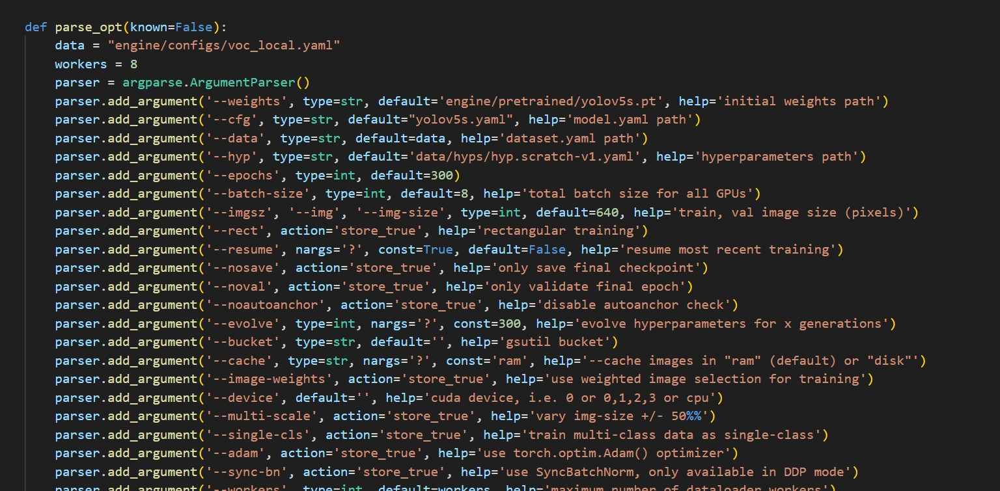 def parse_opt(known=False):
    data = "engine/configs/voc_local.yaml"
    workers = 8
    parser = argparse.ArgumentParser()
    parser.add_argument('--weights', type=str, default='engine/pretrained/yolov5s.pt', help='initial weights path')
    parser.add_argument('--cfg', type=str, default="yolov5s.yaml", help='model.yaml path')
    parser.add_argument('--data', type=str, default=data, help='dataset.yaml path')
    parser.add_argument('--hyp', type=str, default='data/hyps/hyp.scratch-v1.yaml', help='hyperparameters path')
    parser.add_argument('--epochs', type=int, default=300)
    parser.add_argument('--batch-size', type=int, default=8, help='total batch size for all GPUs')
    parser.add_argument('--imgsz', '--img', '--img-size', type=int, default=640, help='train, val image size (pixels)')
    parser.add_argument('--rect', action='store_true', help='rectangular training')
    parser.add_argument('--resume', nargs='?', const=True, default=False, help='resume most recent training')
    parser.add_argument('--nosave', action='store_true', help='only save final checkpoint')
    parser.add_argument('--noval', action='store_true', help='only validate final epoch')
    parser.add_argument('--noautoanchor', action='store_true', help='disable autoanchor check')
    parser.add_argument('--evolve', type=int, nargs='?', const=300, help='evolve hyperparameters for x generations')
    parser.add_argument('--bucket', type=str, default='', help='gsutil bucket')
    parser.add_argument('--cache', type=str, nargs='?', const='ram', help='--cache images in "ram" (default) or "disk"')
    parser.add_argument('--image-weights', action='store_true', help='use weighted image selection for training')
    parser.add_argument('--device', default='', help='cuda device, i.e. 0 or 0,1,2,3 or cpu')
    parser.add_argument('--multi-scale', action='store_true', help='vary img-size +/- 50%%')
    parser.add_argument('--single-cls', action='store_true', help='train multi-class data as single-class')
    parser.add_argument('--adam', action='store_true', help='use torch.optim.Adam() optimizer')
    parser.add_argument('--sync-bn', action='store_true', help='use SyncBatchNorm, only available in DDP mode')
    parser.add_argument('--workers', type=int, default=workers, help='maximum number of dataloader workers')